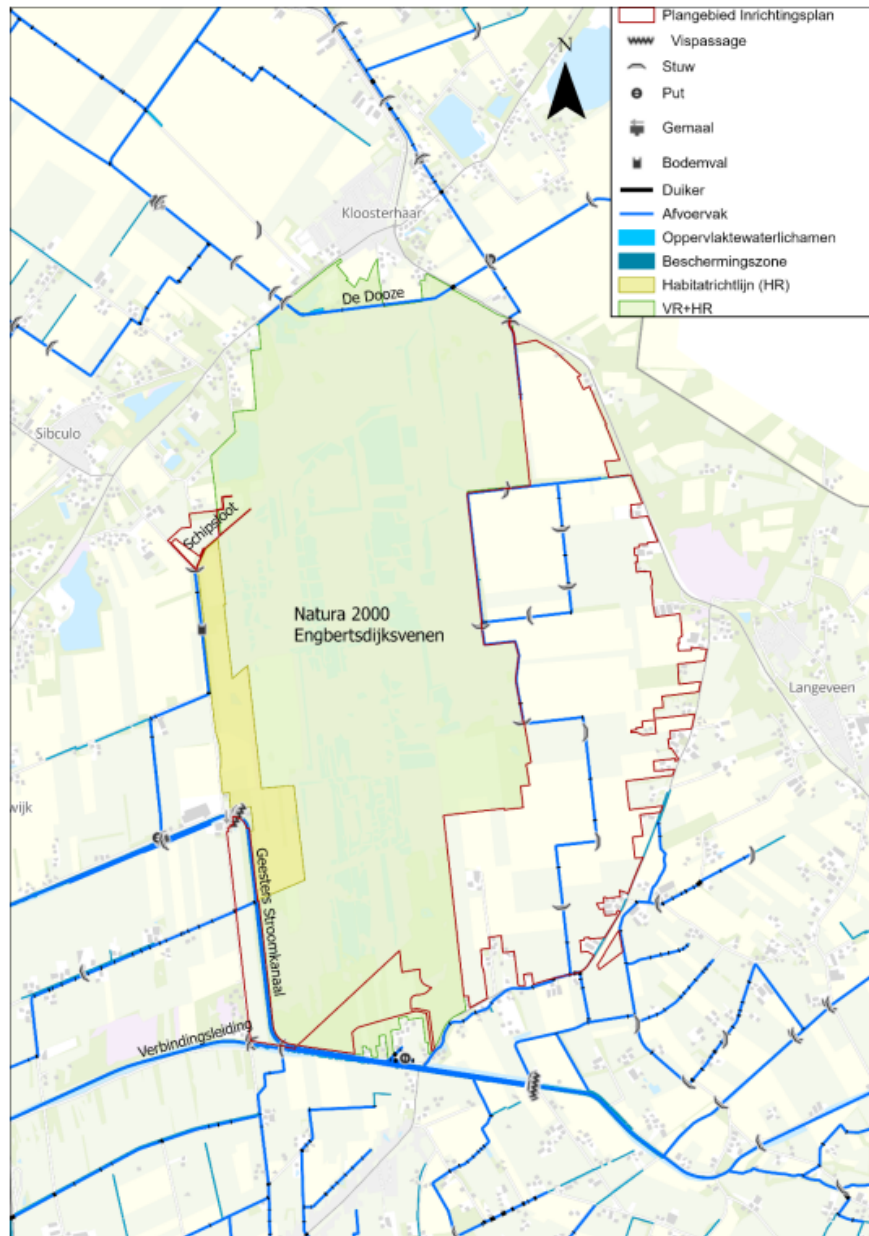 Plangebied Inrichtingsplan
Vispassage
Stuw
Put
Gemaal
Bodemval
Duiker
Afvoervak
Oppervlaktewaterlichamen
Beschermingszone
Habitatrichtlijn (HR)
VR+HR
N
Kloosterhaar
De Dooze
Sibculo
Schipsloot
Natura 2000
Engbertsdijksvenen
Langeveen
wijk
Geesters Stroomkanaal
Verbindingsleiding